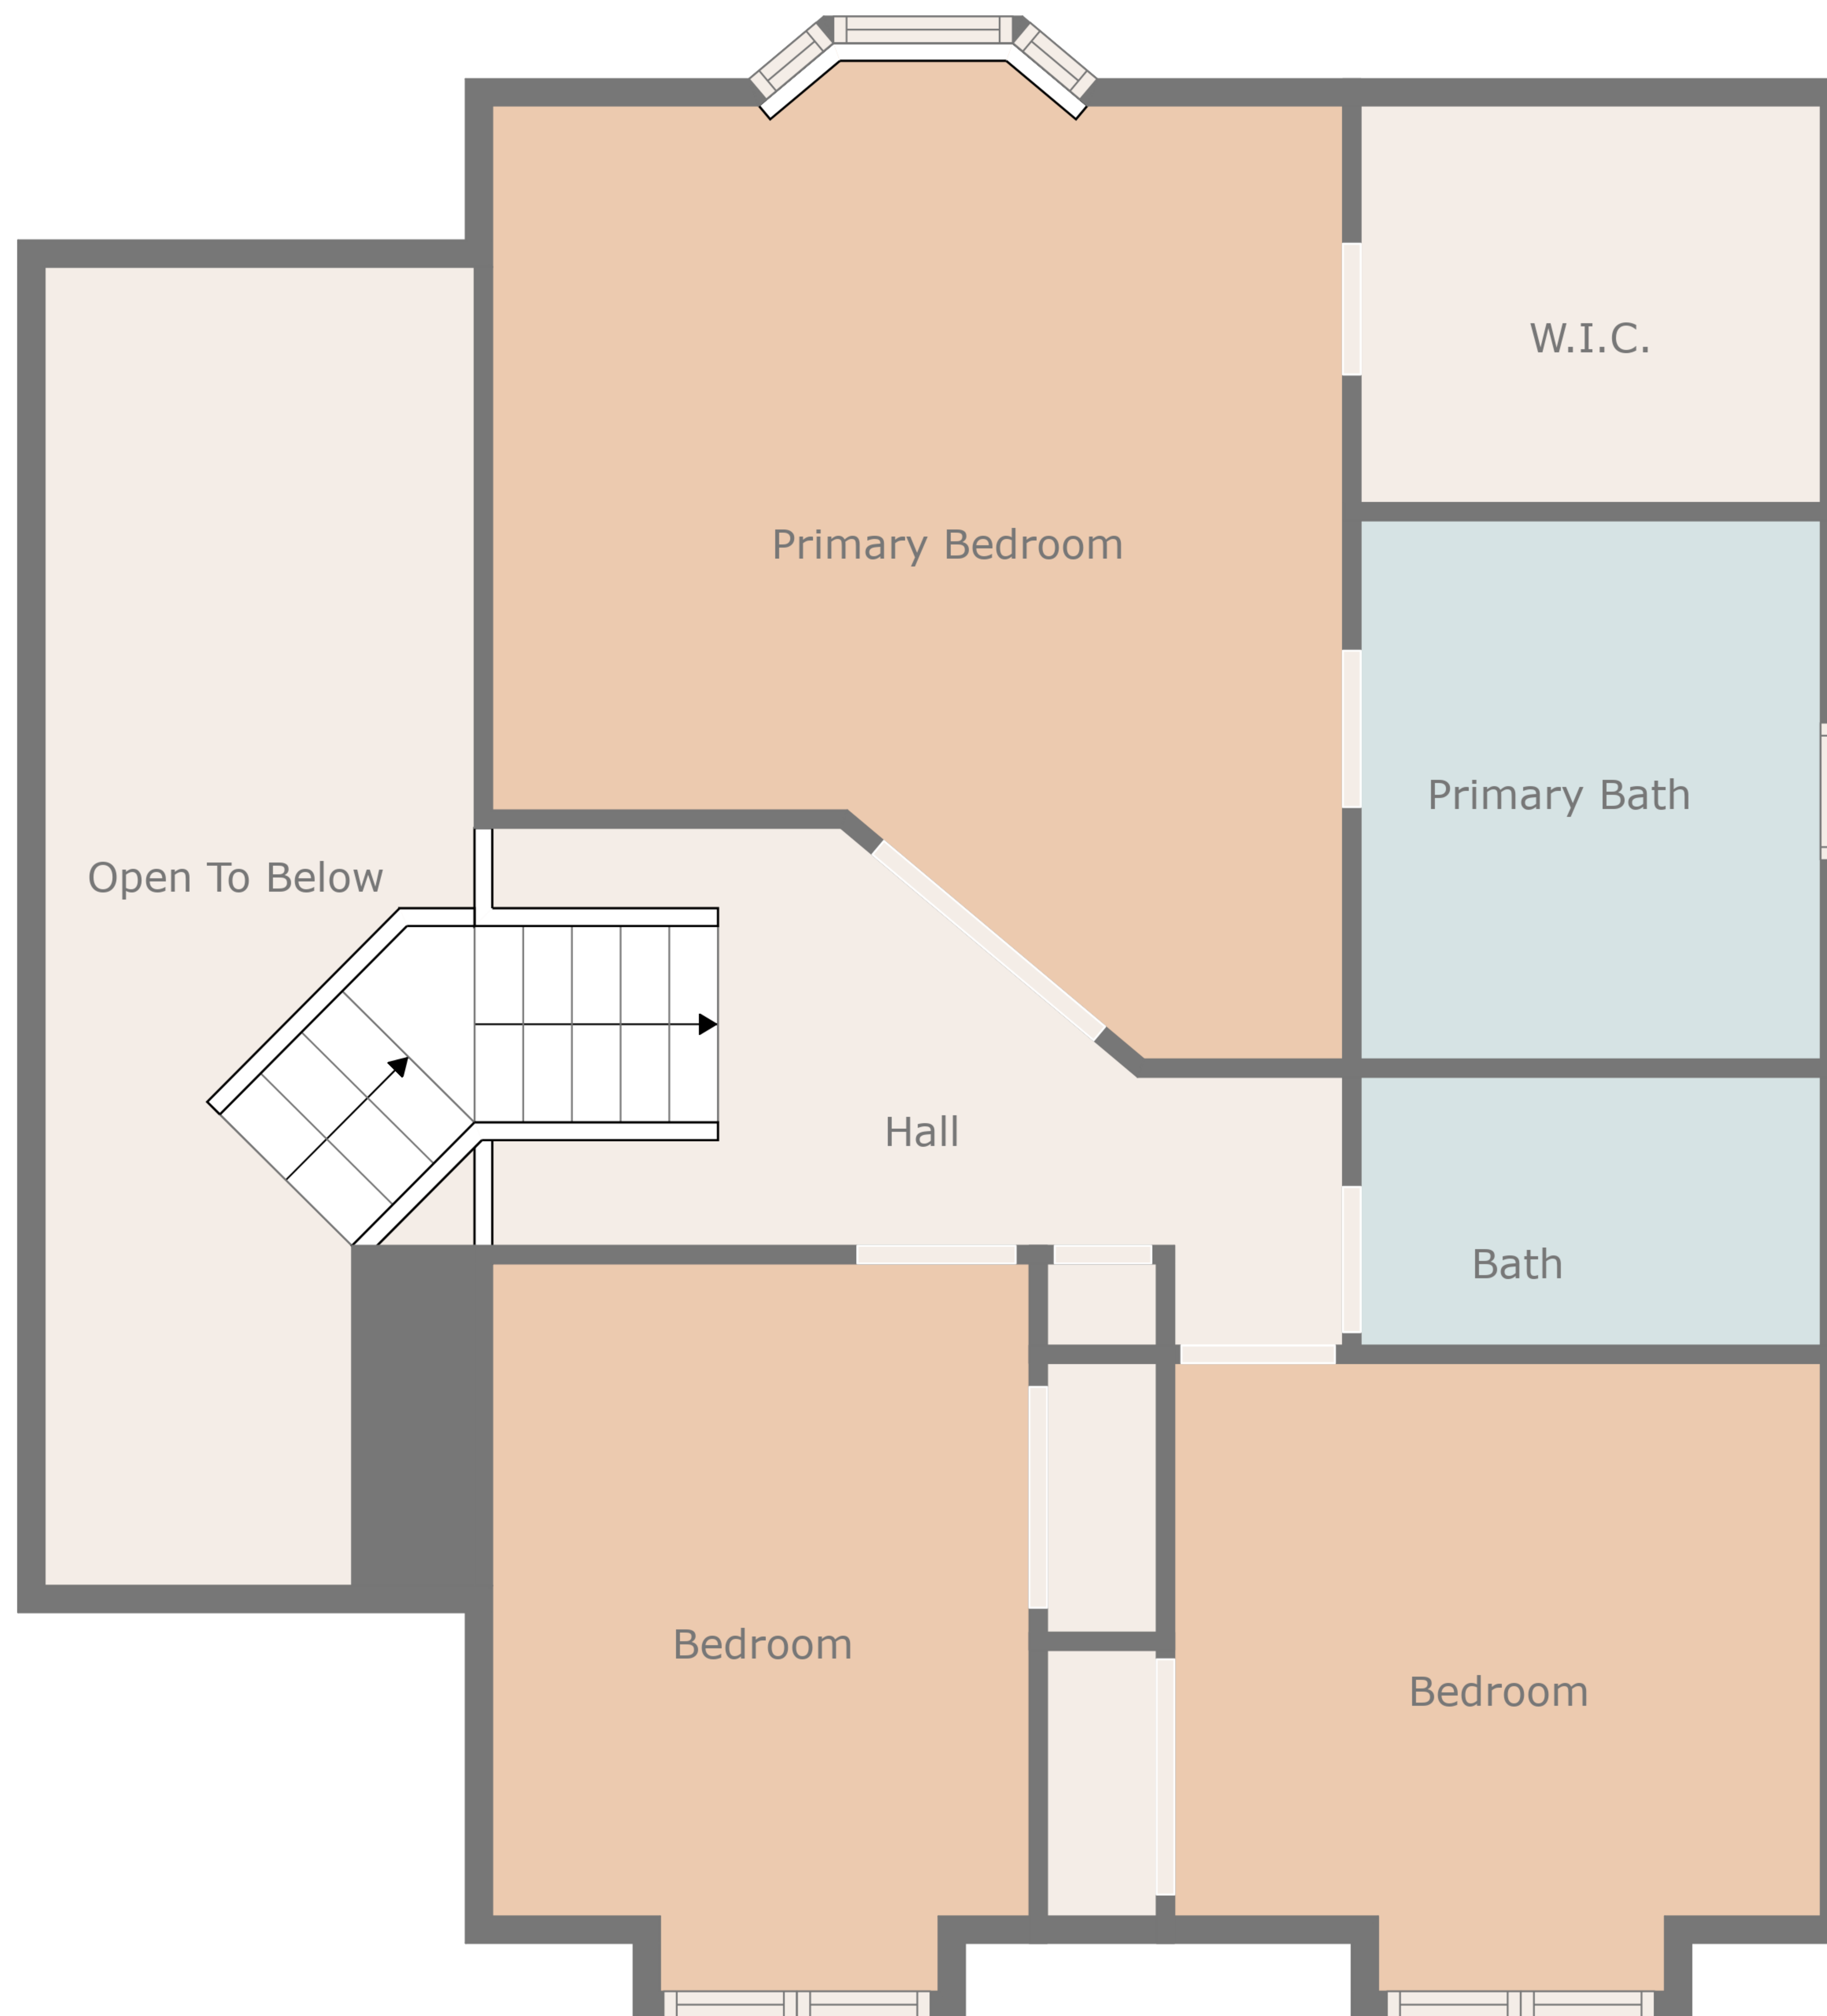 W.I.C.
Primary Bedroom
Primary Bath
Open To Below
Hall
Bath
Bedroom
Bedroom